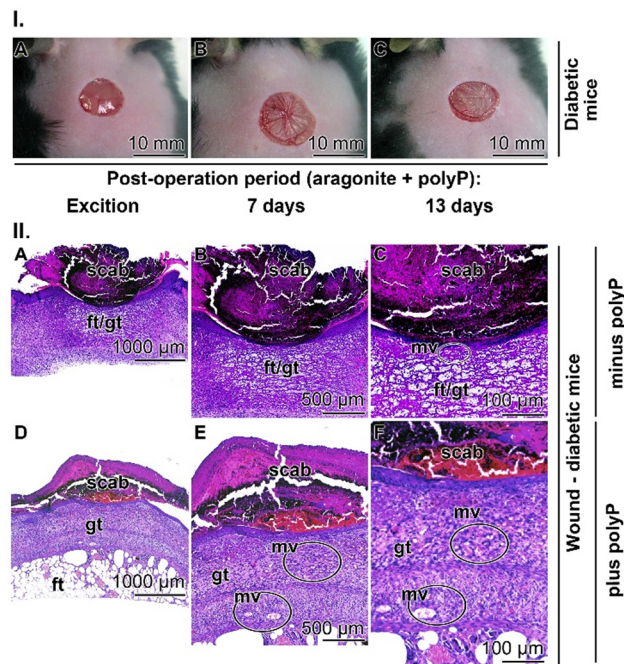 I.
A
B
C
10 mm
10 mm
10 mm
Diabetic
mice
Post-operation period (aragonite + polyP):
Excition
7 days
13 days
II.
A
scab
ft/gt
1000 µm
B
scab
ft/gt
500 µm
C
scab
mv
ft/gt
100 µm
minus polyP
D
scab
gt
ft
1000 µm
E
scab
mv
gt
mv
500 µm
F
scab
mv
gt
mv
100 µm
plus polyP
Wound - diabetic mice